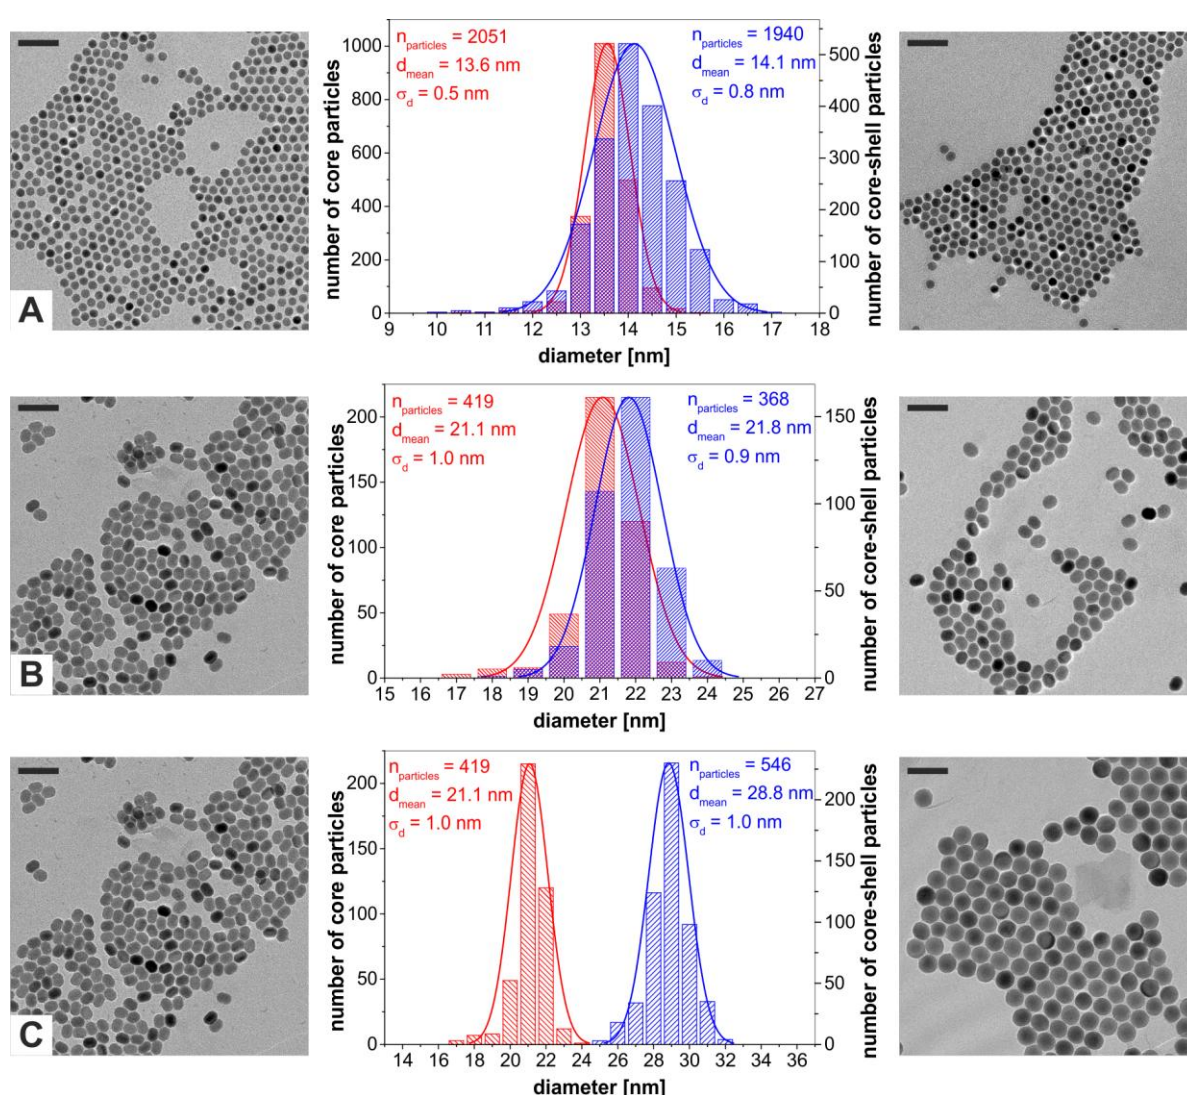 n_particles = 2051
d_mean = 13.6 nm
σ_d = 0.5 nm
n_particles = 1940
d_mean = 14.1 nm
σ_d = 0.8 nm
number of core particles
1000
800
600
400
200
0
number of core-shell particles
500
400
300
200
100
0
9 10 11 12 13 14 15 16 17 18
diameter [nm]
A
n_particles = 419
d_mean = 21.1 nm
σ_d = 1.0 nm
n_particles = 368
d_mean = 21.8 nm
σ_d = 0.9 nm
number of core particles
200
150
100
50
0
number of core-shell particles
150
100
50
0
15 16 17 18 19 20 21 22 23 24 25 26 27
diameter [nm]
B
n_particles = 419
d_mean = 21.1 nm
σ_d = 1.0 nm
n_particles = 546
d_mean = 28.8 nm
σ_d = 1.0 nm
number of core particles
200
150
100
50
0
number of core-shell particles
200
150
100
50
0
14 16 18 20 22 24 26 28 30 32 34 36
diameter [nm]
C